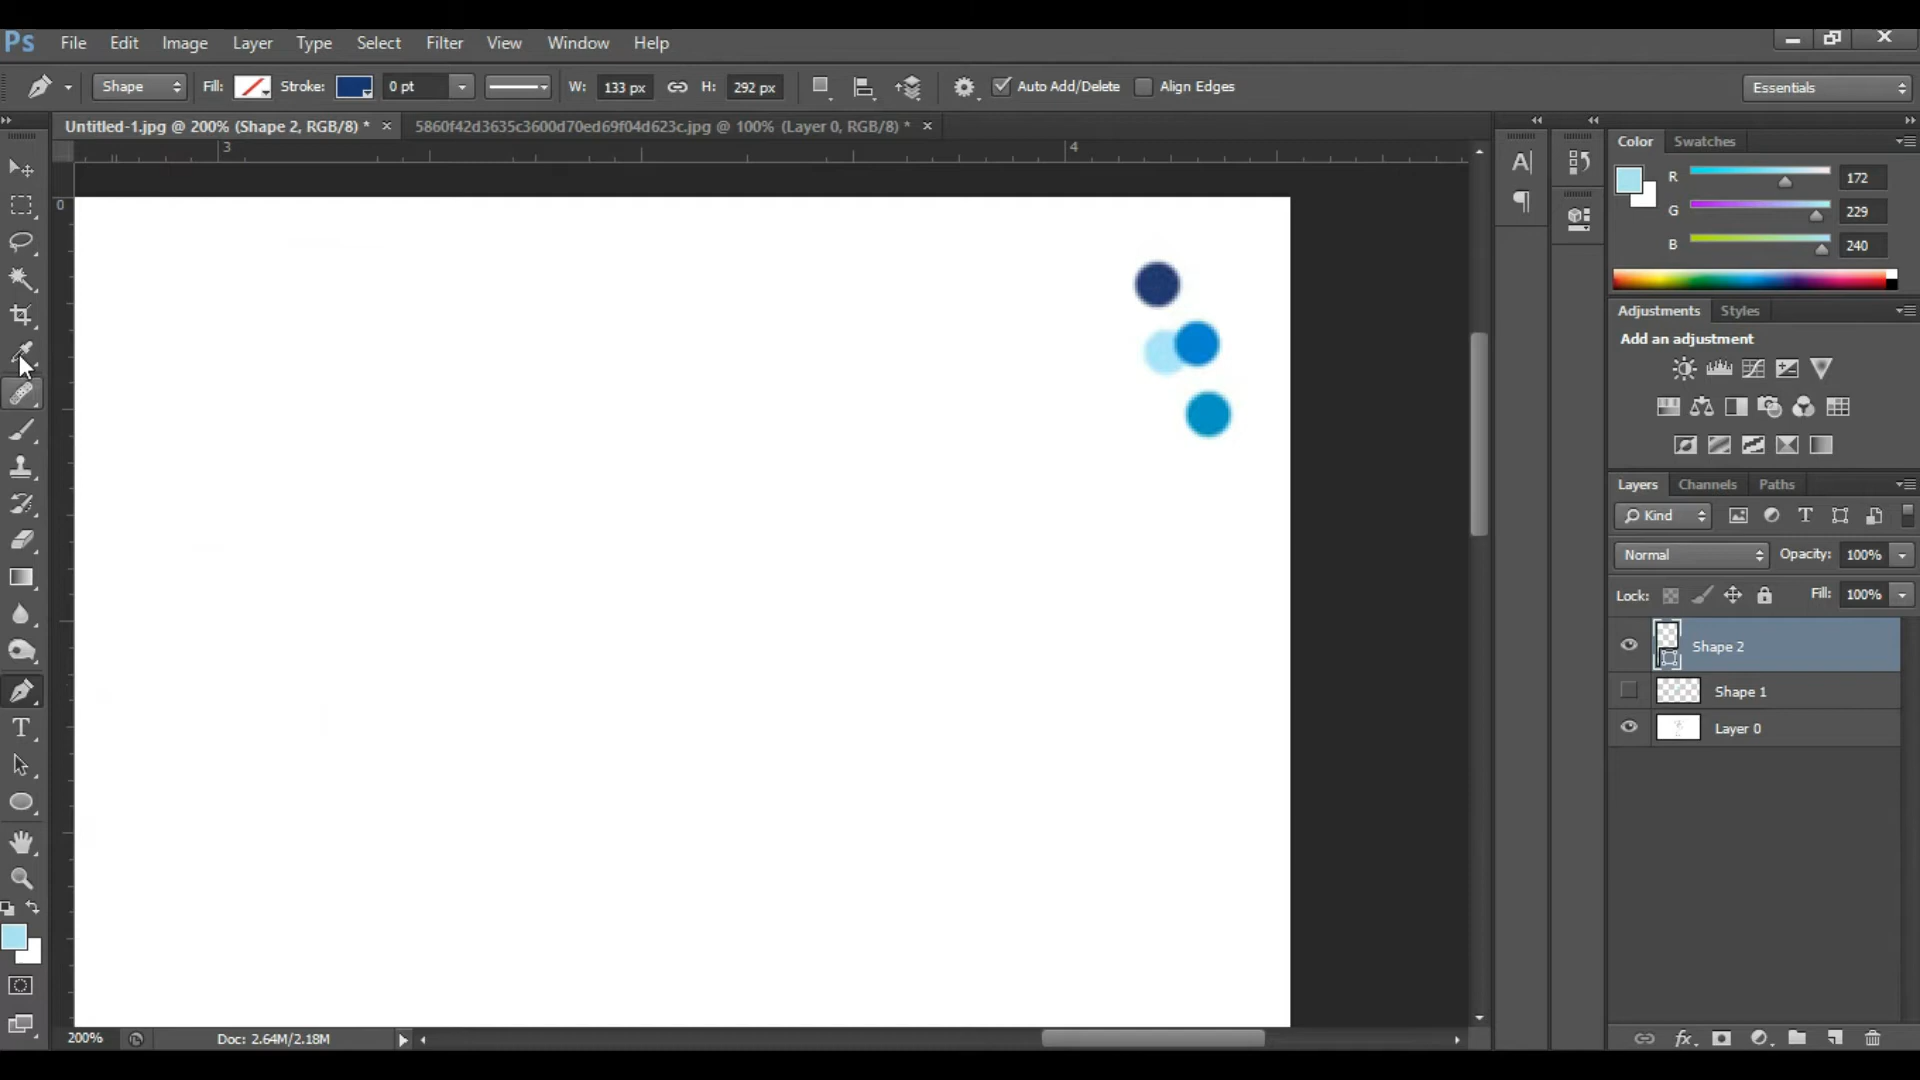 Ps File Edit Image Layer Type Select Filter View Window Help
Shape Fill: Stroke: 0 pt W: 133 px H: 292 px Auto Add/Delete Align Edges Essentials
Untitled-1.jpg @ 200% (Shape 2, RGB/8) * × 5860f42d3635c3600d70ed69f04d623c.jpg @ 100% (Layer 0, RGB/8) * ×
3 4
0
Color Swatches
R 172
G 229
B 240
Adjustments Styles
Add an adjustment
Layers Channels Paths
Kind
Normal Opacity: 100%
Lock: Fill: 100%
Shape 2
Shape 1
Layer 0
200% Doc: 2.64M/2.18M